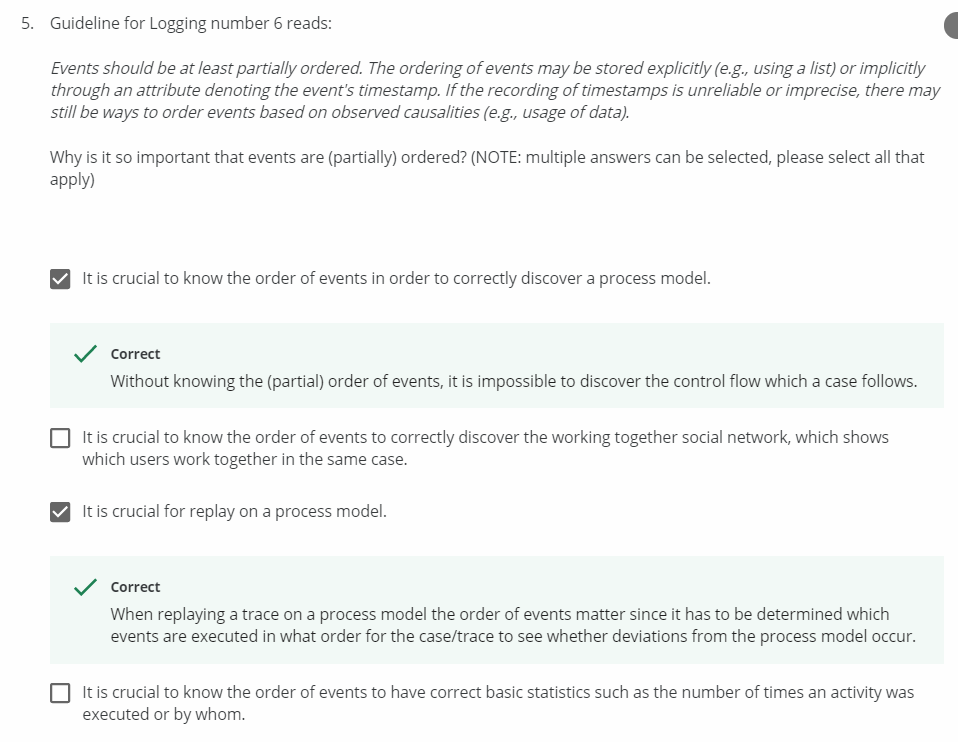 5. Guideline for Logging number 6 reads:
Events should be at least partially ordered. The ordering of events may be stored explicitly (e.g., using a list) or implicitly
through an attribute denoting the event's timestamp. If the recording of timestamps is unreliable or imprecise, there may
still be ways to order events based on observed causalities (e.g., usage of data).
Why is it so important that events are (partially) ordered? (NOTE: multiple answers can be selected, please select all that
apply)
It is crucial to know the order of events in order to correctly discover a process model.
Correct
Without knowing the (partial) order of events, it is impossible to discover the control flow which a case follows.
It is crucial to know the order of events to correctly discover the working together social network, which shows
which users work together in the same case.
It is crucial for replay on a process model.
Correct
When replaying a trace on a process model the order of events matter since it has to be determined which
events are executed in what order for the case/trace to see whether deviations from the process model occur.
It is crucial to know the order of events to have correct basic statistics such as the number of times an activity was
executed or by whom.